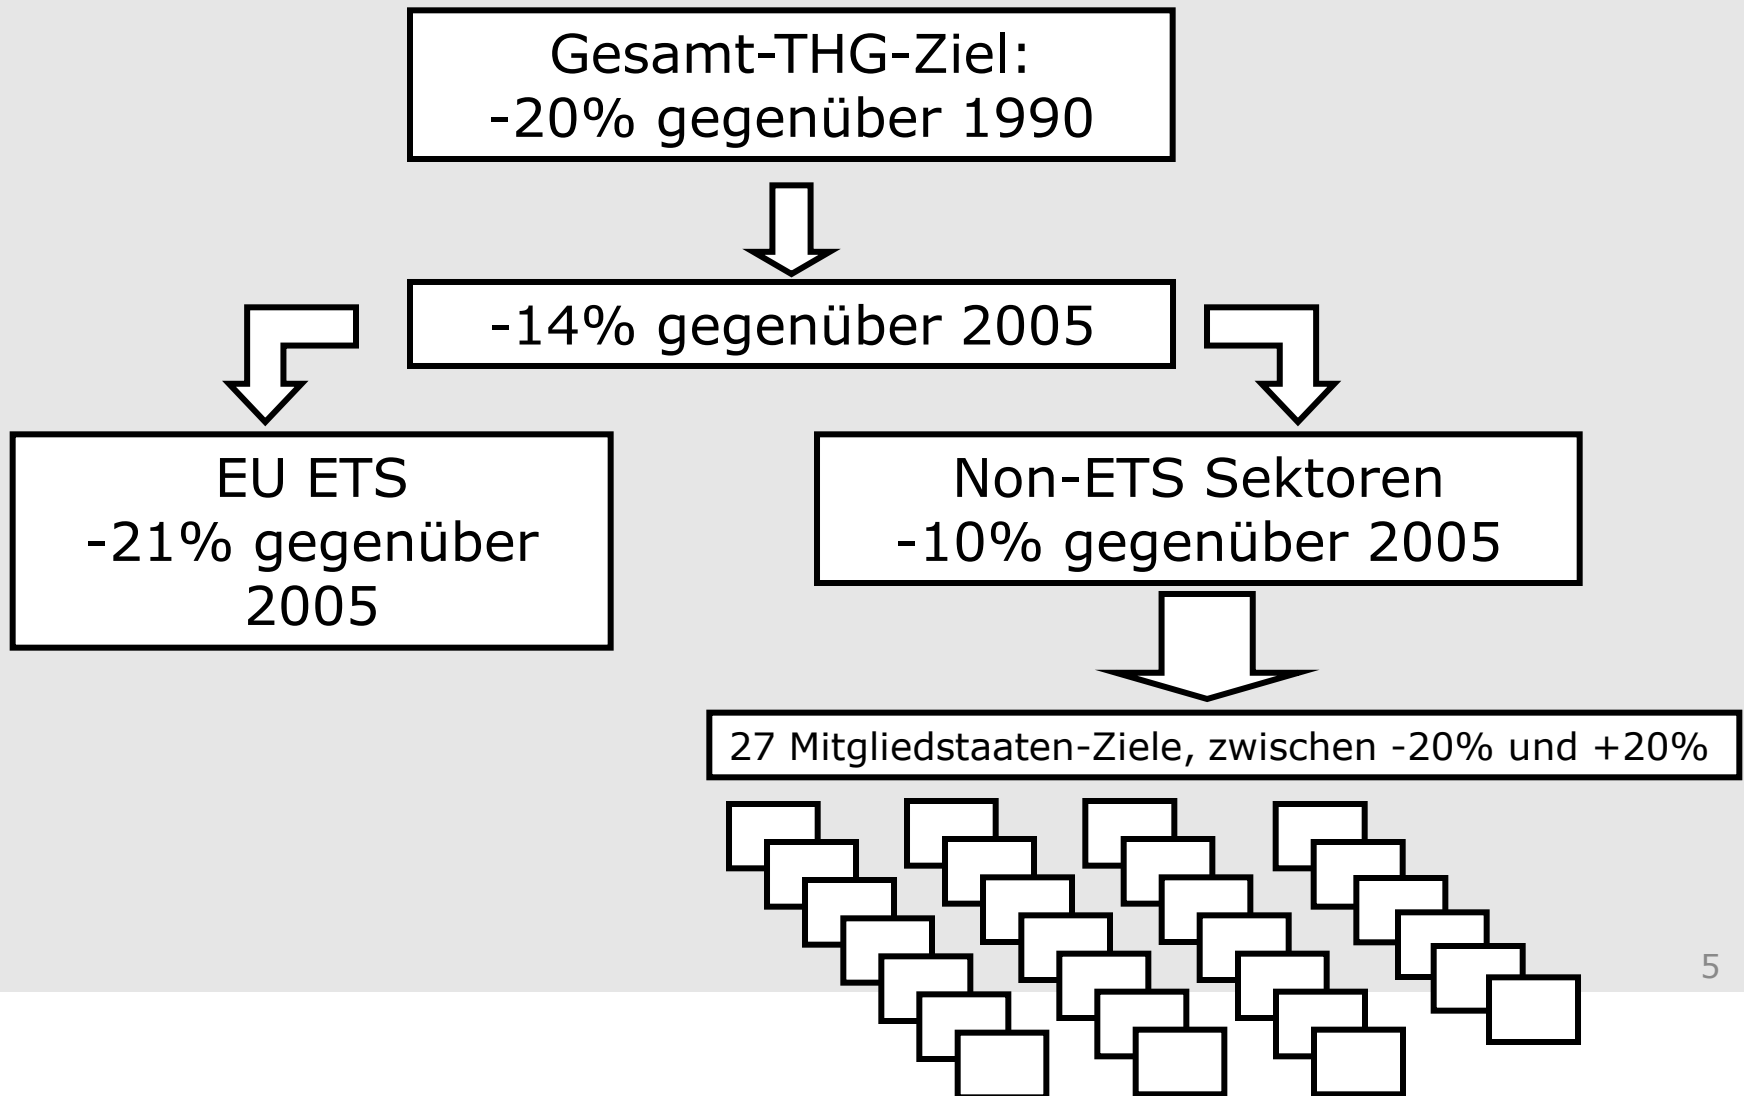 Gesamt-THG-Ziel:
-20% gegenüber 1990
-14% gegenüber 2005
EU ETS
-21% gegenüber
2005
Non-ETS Sektoren
-10% gegenüber 2005
27 Mitgliedstaaten-Ziele, zwischen -20% und +20%
5